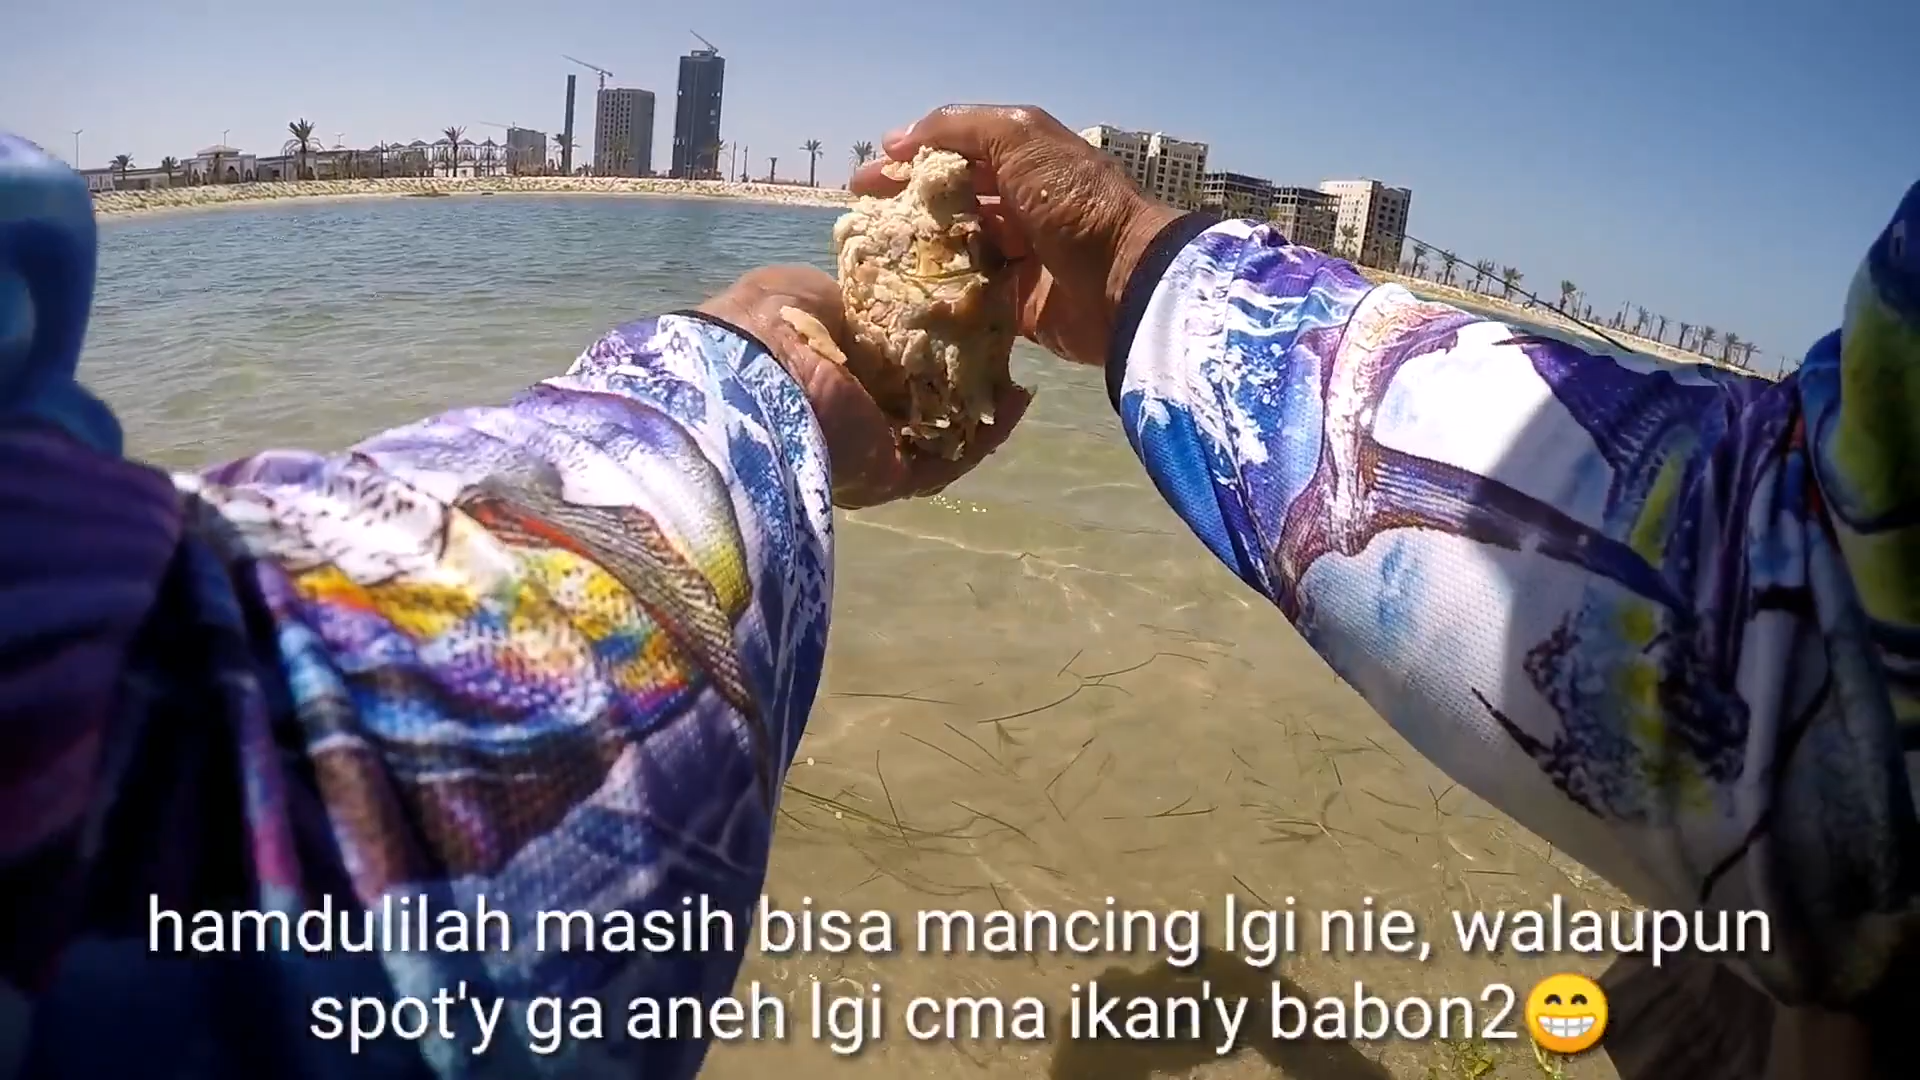 hamdulilah masih bisa mancing lgi nie, walaupun
spot'y ga aneh lgi cma ikan'y babon2😁